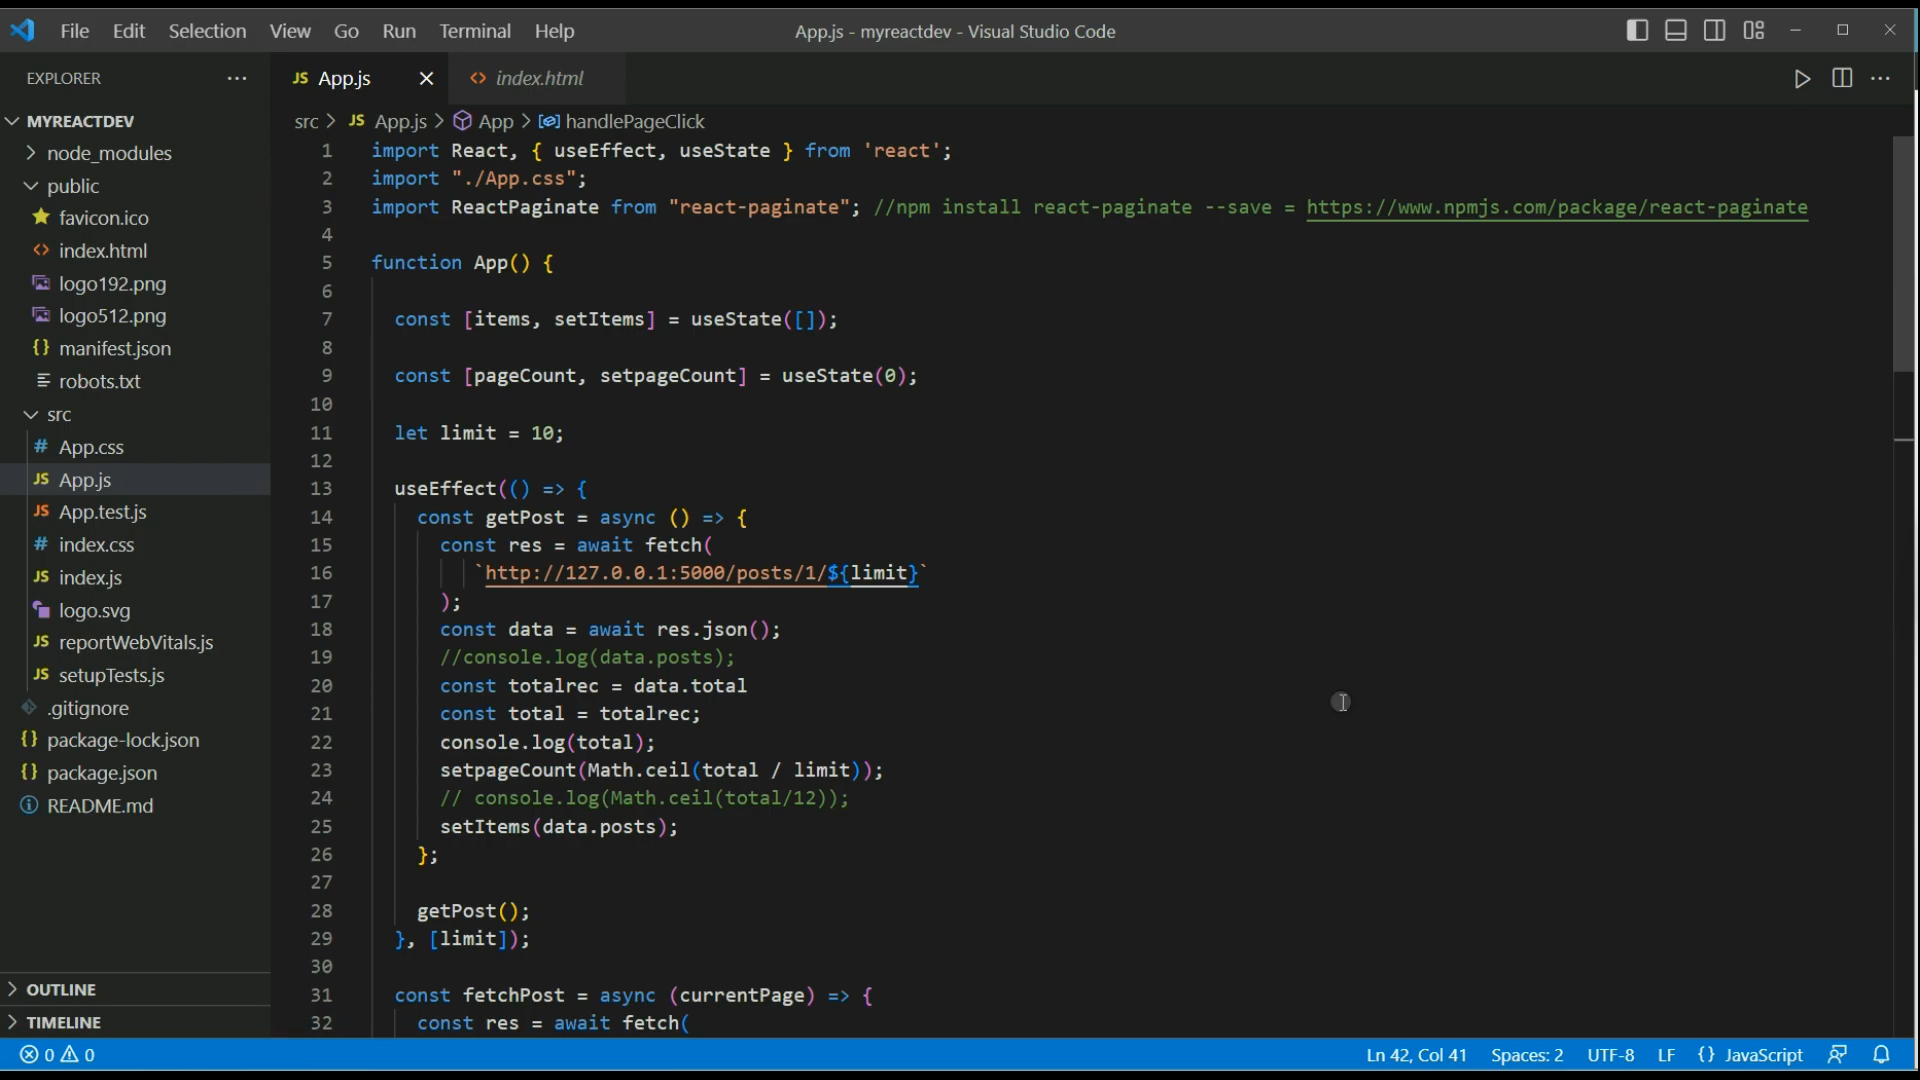 File Edit Selection View Go Run Terminal Help
App.js - myreactdev - Visual Studio Code
EXPLORER
MYREACTDEV
node_modules
public
favicon.ico
index.html
logo192.png
logo512.png
manifest.json
robots.txt
src
App.css
App.js
App.test.js
index.css
index.js
logo.svg
reportWebVitals.js
setupTests.js
.gitignore
package-lock.json
package.json
README.md
OUTLINE
TIMELINE
JS App.js
<> index.html
src > JS App.js > App > handlePageClick
1 import React, { useEffect, useState } from 'react';
2 import "./App.css";
3 import ReactPaginate from "react-paginate"; //npm install react-paginate --save = https://www.npmjs.com/package/react-paginate
4
5 function App() {
6
7 const [items, setItems] = useState([]);
8
9 const [pageCount, setpageCount] = useState(0);
10
11 let limit = 10;
12
13 useEffect(() => {
14 const getPost = async () => {
15 const res = await fetch(
16 `http://127.0.0.1:5000/posts/1/${limit}`
17 );
18 const data = await res.json();
19 //console.log(data.posts);
20 const totalrec = data.total
21 const total = totalrec;
22 console.log(total);
23 setpageCount(Math.ceil(total / limit));
24 // console.log(Math.ceil(total/12));
25 setItems(data.posts);
26 };
27
28 getPost();
29 }, [limit]);
30
31 const fetchPost = async (currentPage) => {
32 const res = await fetch(
0 0
Ln 42, Col 41 Spaces: 2 UTF-8 LF {} JavaScript